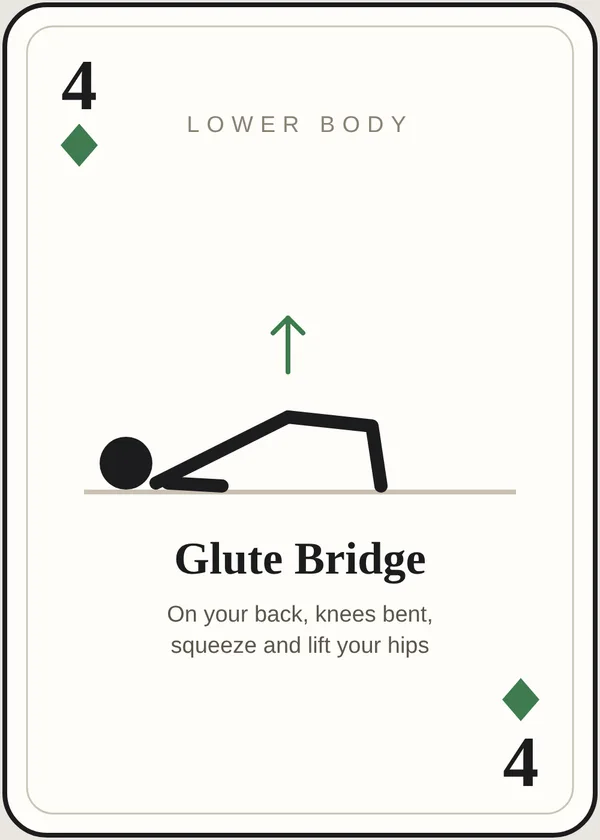 4
LOWER BODY
Glute Bridge
On your back, knees bent,
squeeze and lift your hips
4